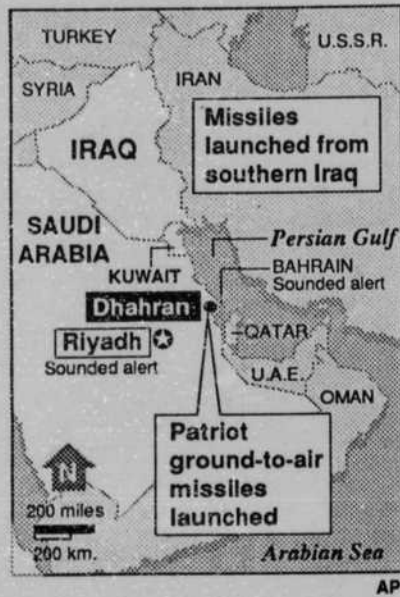 TURKEY
U.S.S.R.
SYRIA
IRAN
IRAQ
Missiles
launched from
southern Iraq
SAUDI
ARABIA
Persian Gulf
KUWAIT
BAHRAIN
Sounded alert
Dhahran
Riyadh
Sounded alert
QATAR
U.A.E.
OMAN
Patriot
ground-to-air
missiles
launched
N
200 miles
200 km.
Arabian Sea
AP